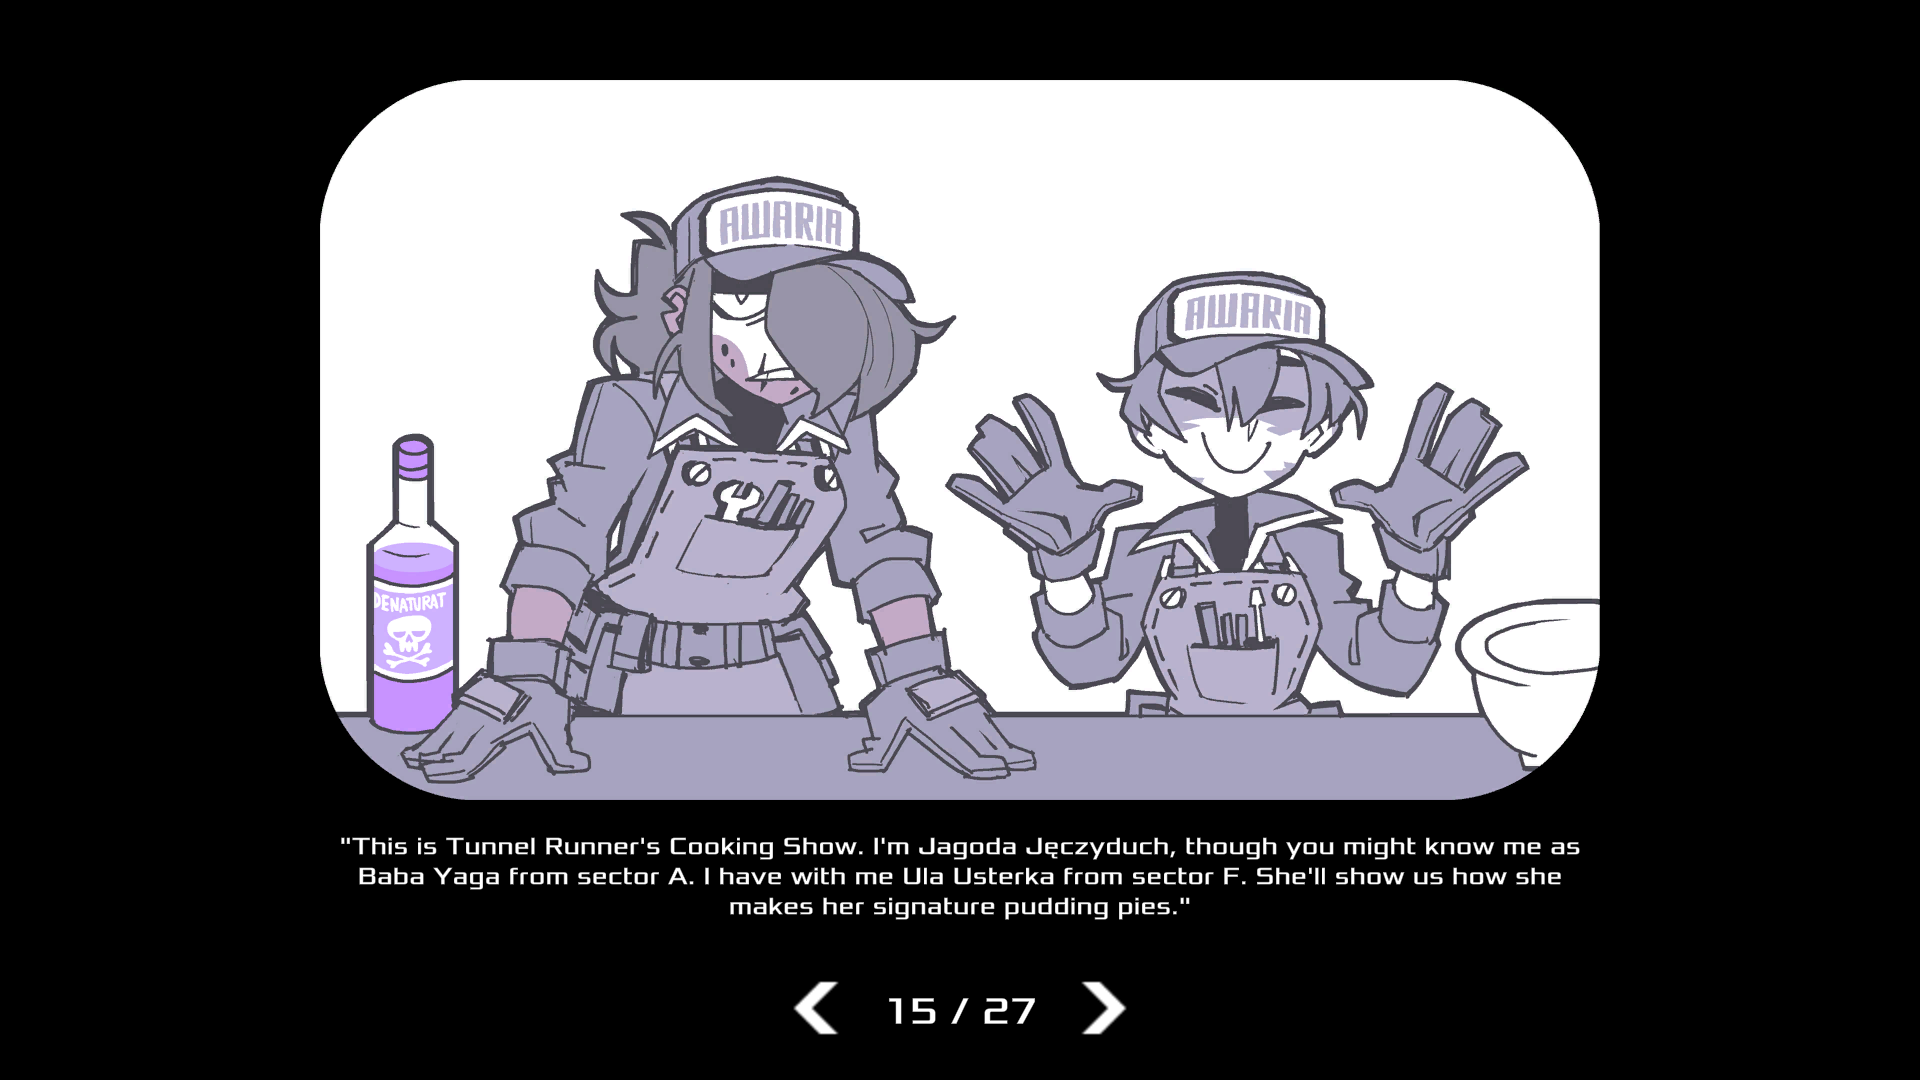 AWARIA
AWARIA
DENATURAT
"This is Tunnel Runner's Cooking Show. I'm Jagoda Jęczyduch, though you might know me as
Baba Yaga from sector A. I have with me Ula Usterka from sector F. She'll show us how she
makes her signature pudding pies."
15 / 27